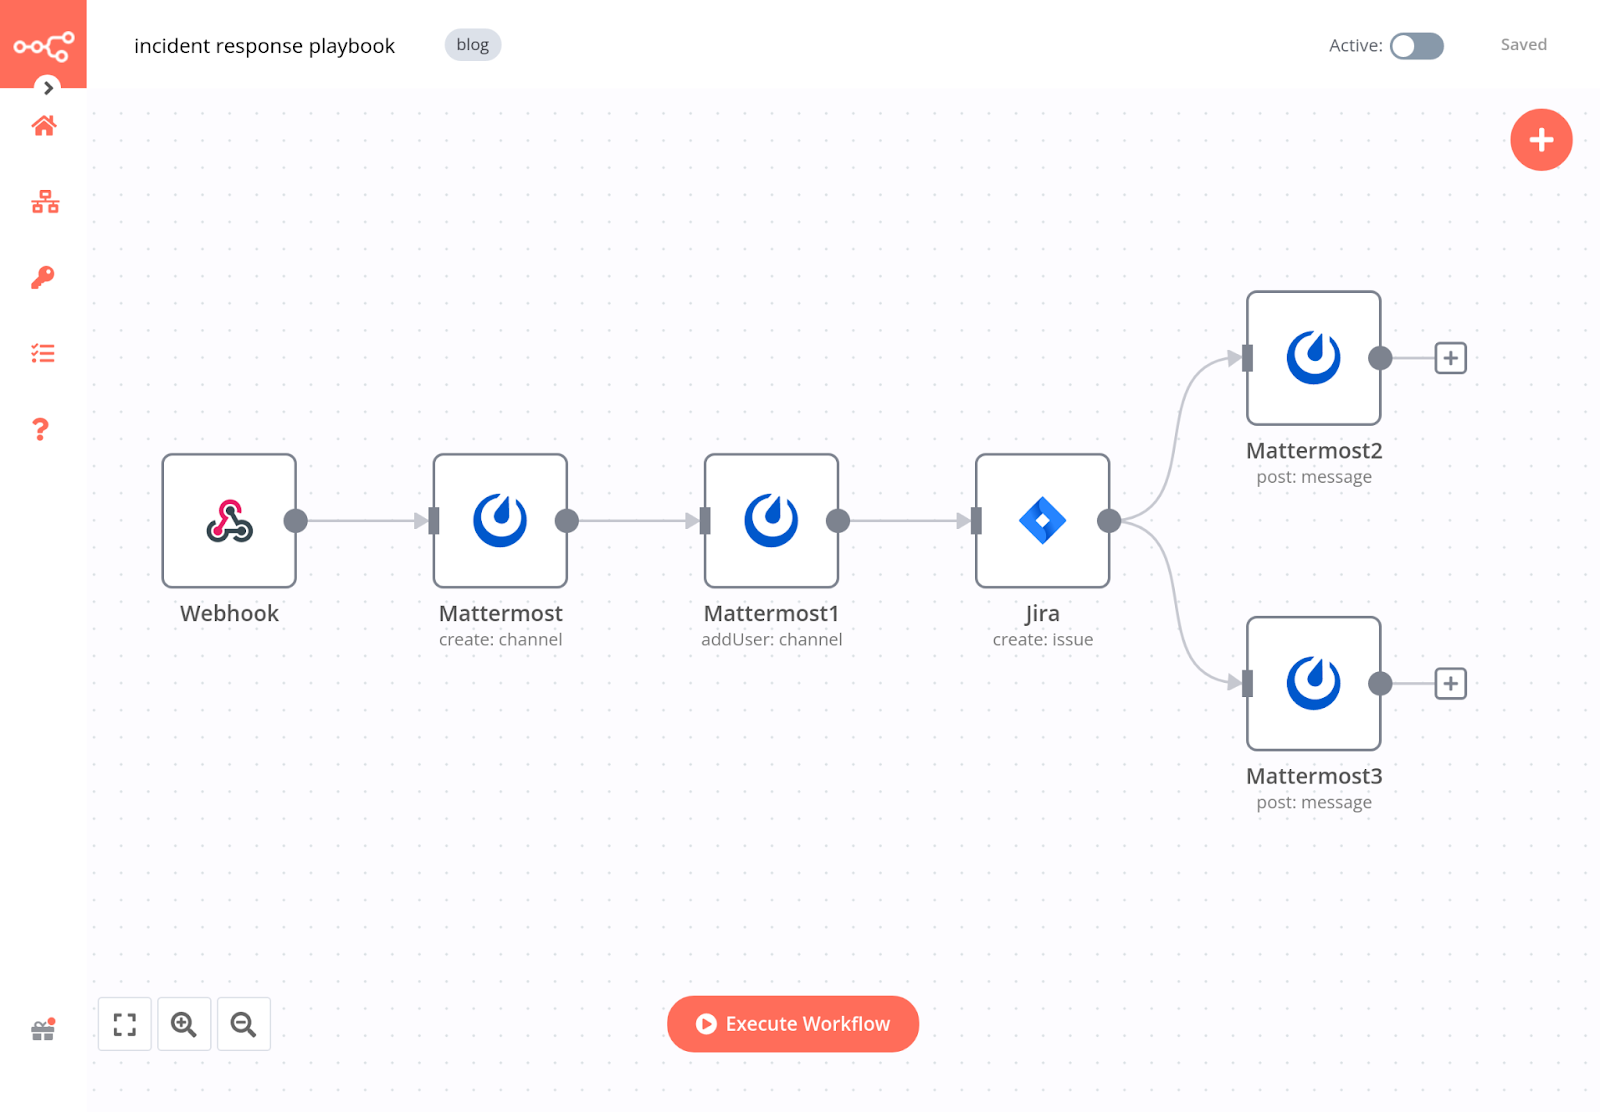 incident response playbook
blog
Active:
Saved
Mattermost2
post: message
Webhook
Mattermost
create: channel
Mattermost1
addUser: channel
Jira
create: issue
Mattermost3
post: message
Execute Workflow